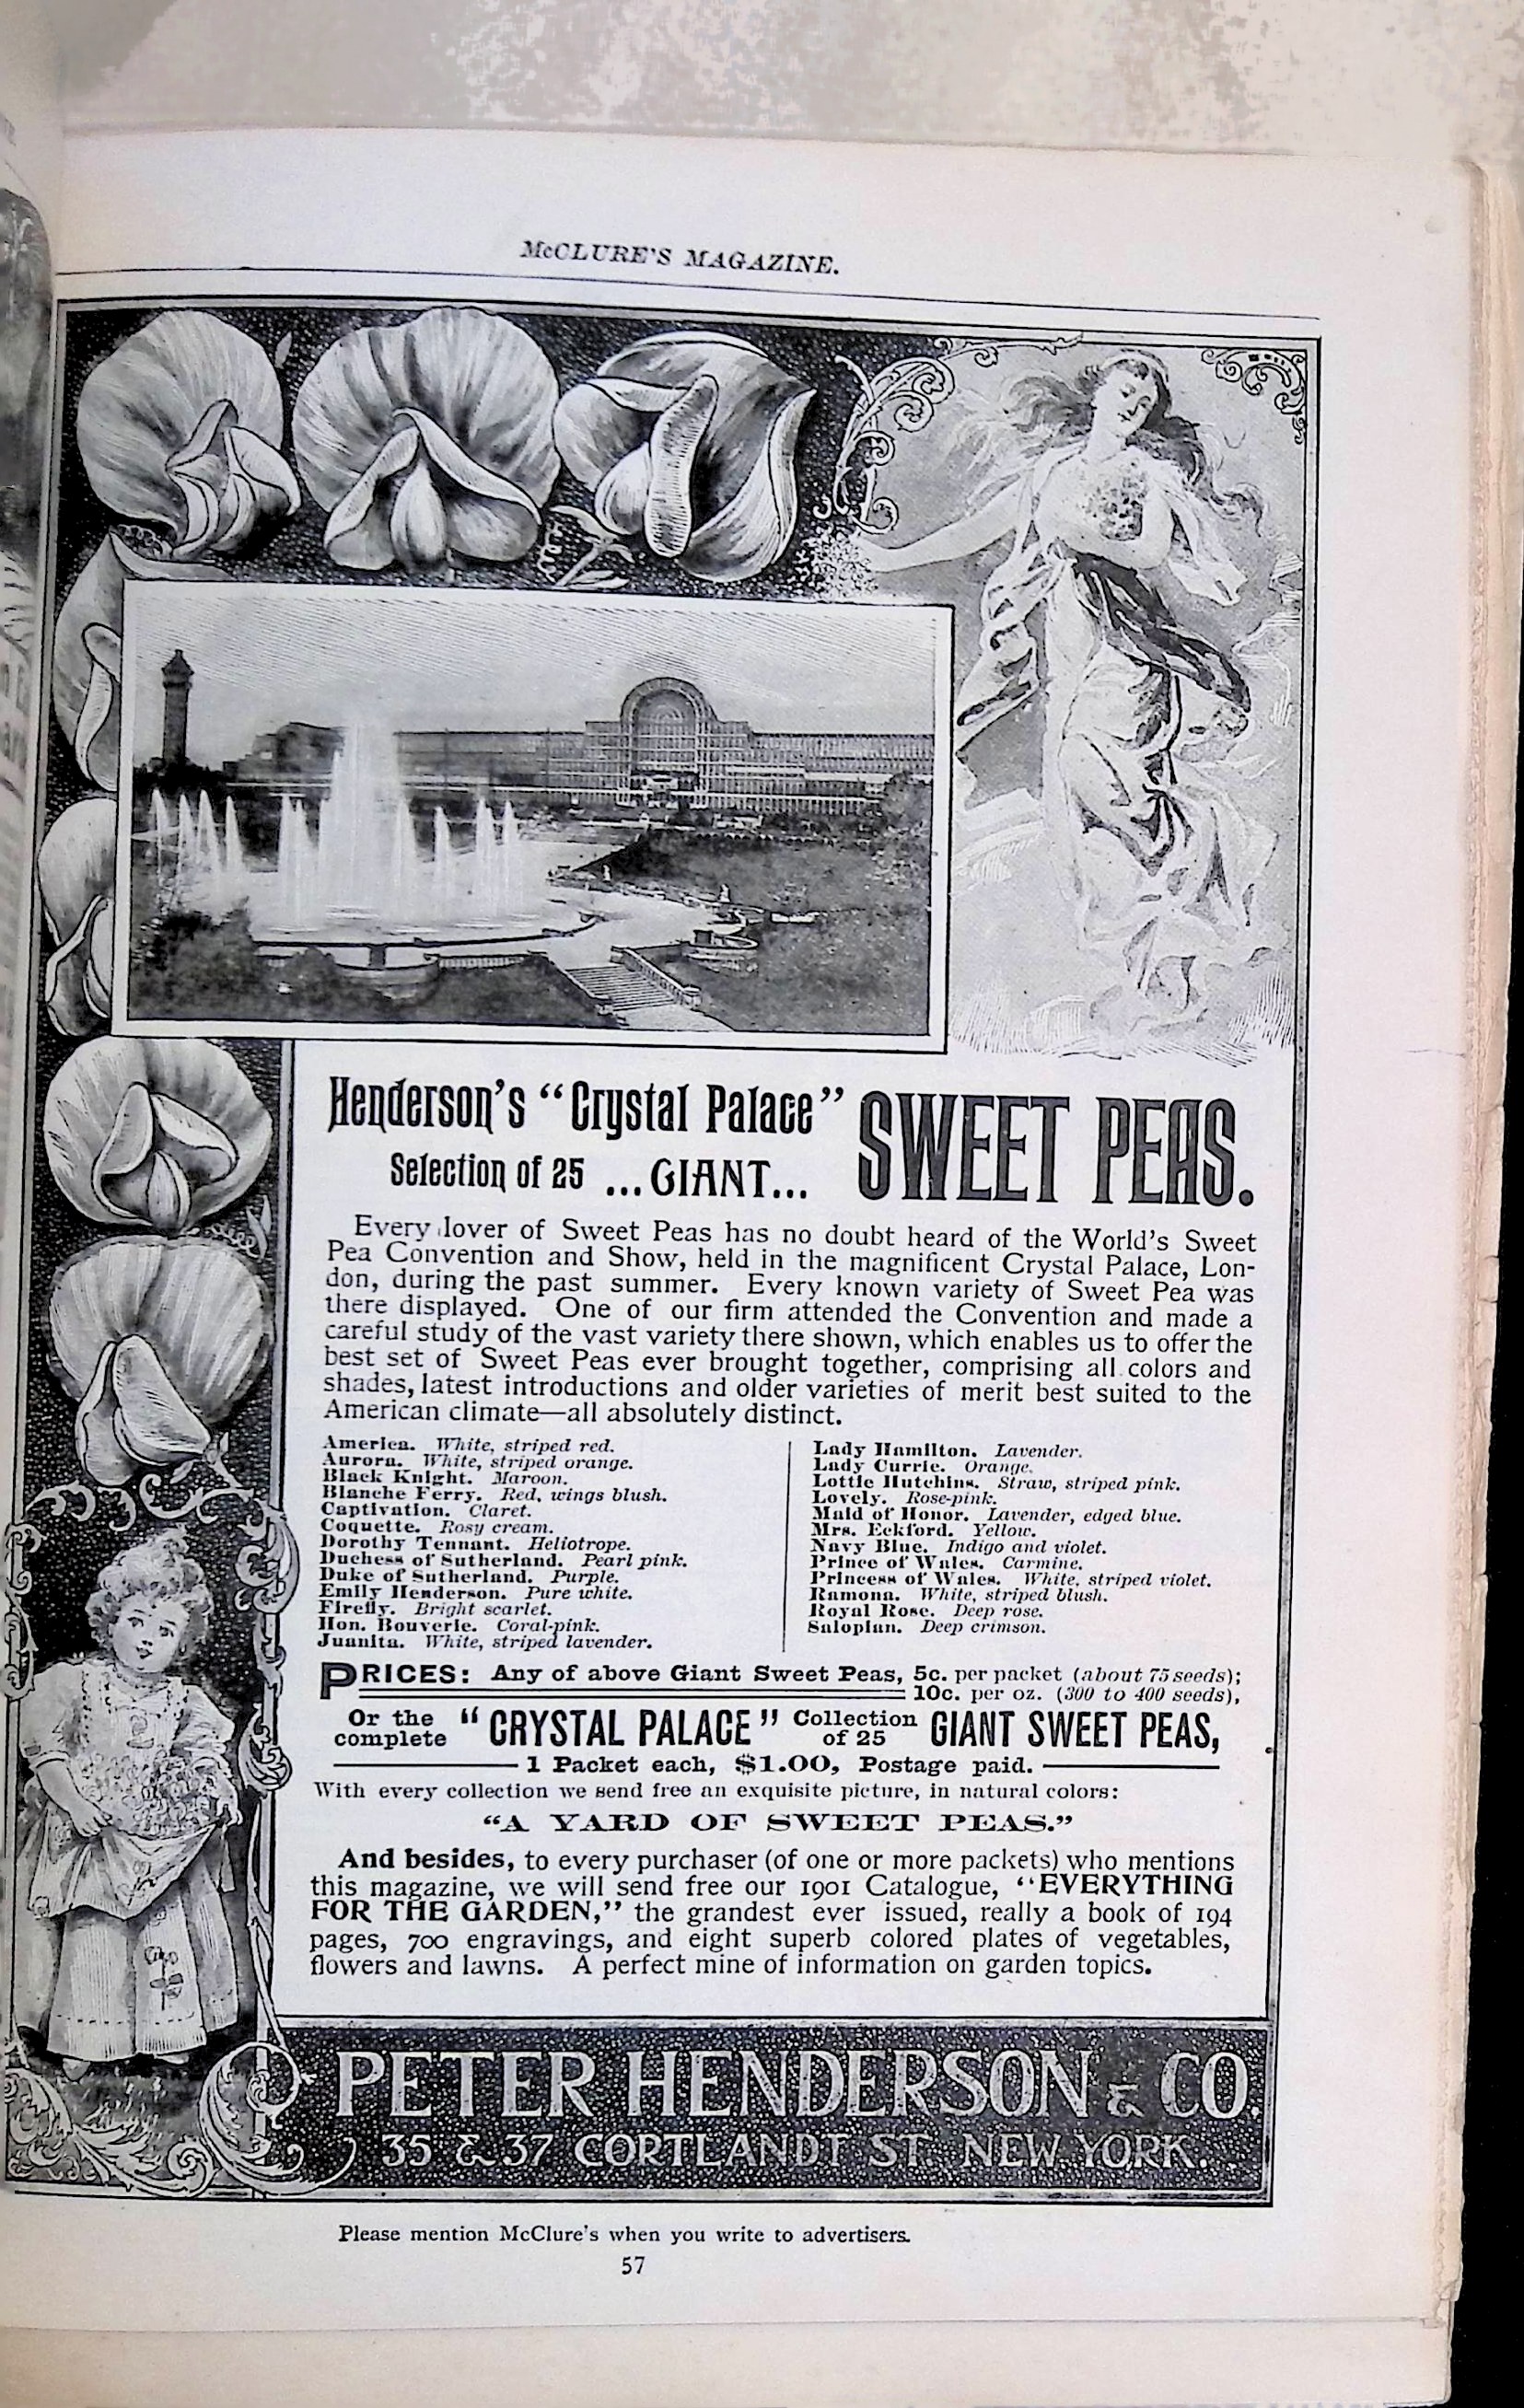 McCLURE'S MAGAZINE.
Henderson's "Crystal Palace" SWEET PEAS.
Selection of 25 ...GIANT...
Every lover of Sweet Peas has no doubt heard of the World's Sweet
Pea Convention and Show, held in the magnificent Crystal Palace, Lon-
don, during the past summer. Every known variety of Sweet Pea was
there displayed. One of our firm attended the Convention and made a
careful study of the vast variety there shown, which enables us to offer the
best set of Sweet Peas ever brought together, comprising all colors and
shades, latest introductions and older varieties of merit best suited to the
American climate—all absolutely distinct.
America. White, striped red.
Aurora. White, striped orange.
Black Knight. Maroon.
Blanche Ferry. Red, wings blush.
Captivation. Claret.
Coquette. Rosy cream.
Dorothy Tennant. Heliotrope.
Duchess of Sutherland. Pearl pink.
Duke of Sutherland. Purple.
Emily Henderson. Pure white.
Firefly. Bright scarlet.
Hon. Bouverie. Coral-pink.
Juanita. White, striped lavender.
Lady Hamilton. Lavender.
Lady Currie. Orange.
Lottie Hutchins. Straw, striped pink.
Lovely. Rose-pink.
Maid of Honor. Lavender, edged blue.
Mrs. Eckford. Yellow.
Navy Blue. Indigo and violet.
Prince of Wales. Carmine.
Princess of Wales. White, striped violet.
Ramona. White, striped blush.
Royal Rose. Deep rose.
Salopian. Deep crimson.
PRICES: Any of above Giant Sweet Peas, 5c. per packet (about 75 seeds);
10c. per oz. (300 to 400 seeds),
Or the complete "CRYSTAL PALACE" Collection of 25 GIANT SWEET PEAS,
1 Packet each, $1.00, Postage paid.
With every collection we send free an exquisite picture, in natural colors:
"A YARD OF SWEET PEAS."
And besides, to every purchaser (of one or more packets) who mentions
this magazine, we will send free our 1901 Catalogue, "EVERYTHING
FOR THE GARDEN," the grandest ever issued, really a book of 194
pages, 700 engravings, and eight superb colored plates of vegetables,
flowers and lawns. A perfect mine of information on garden topics.
PETER HENDERSON & CO.
35 & 37 CORTLANDT ST. NEW YORK.
Please mention McClure's when you write to advertisers.
57